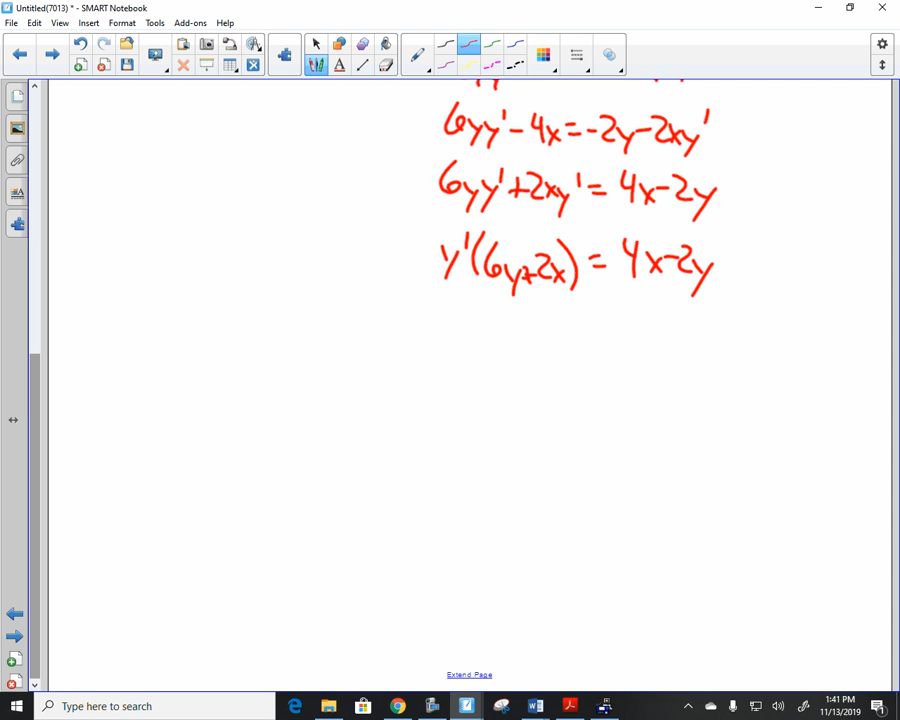 Untitled(7013) * - SMART Notebook
File Edit View Insert Format Tools Add-ons Help
6yy' - 4x = -2y - 2xy'
6yy' + 2xy' = 4x - 2y
y'(6y + 2x) = 4x - 2y
Extend Page
Type here to search
1:41 PM
11/13/2019